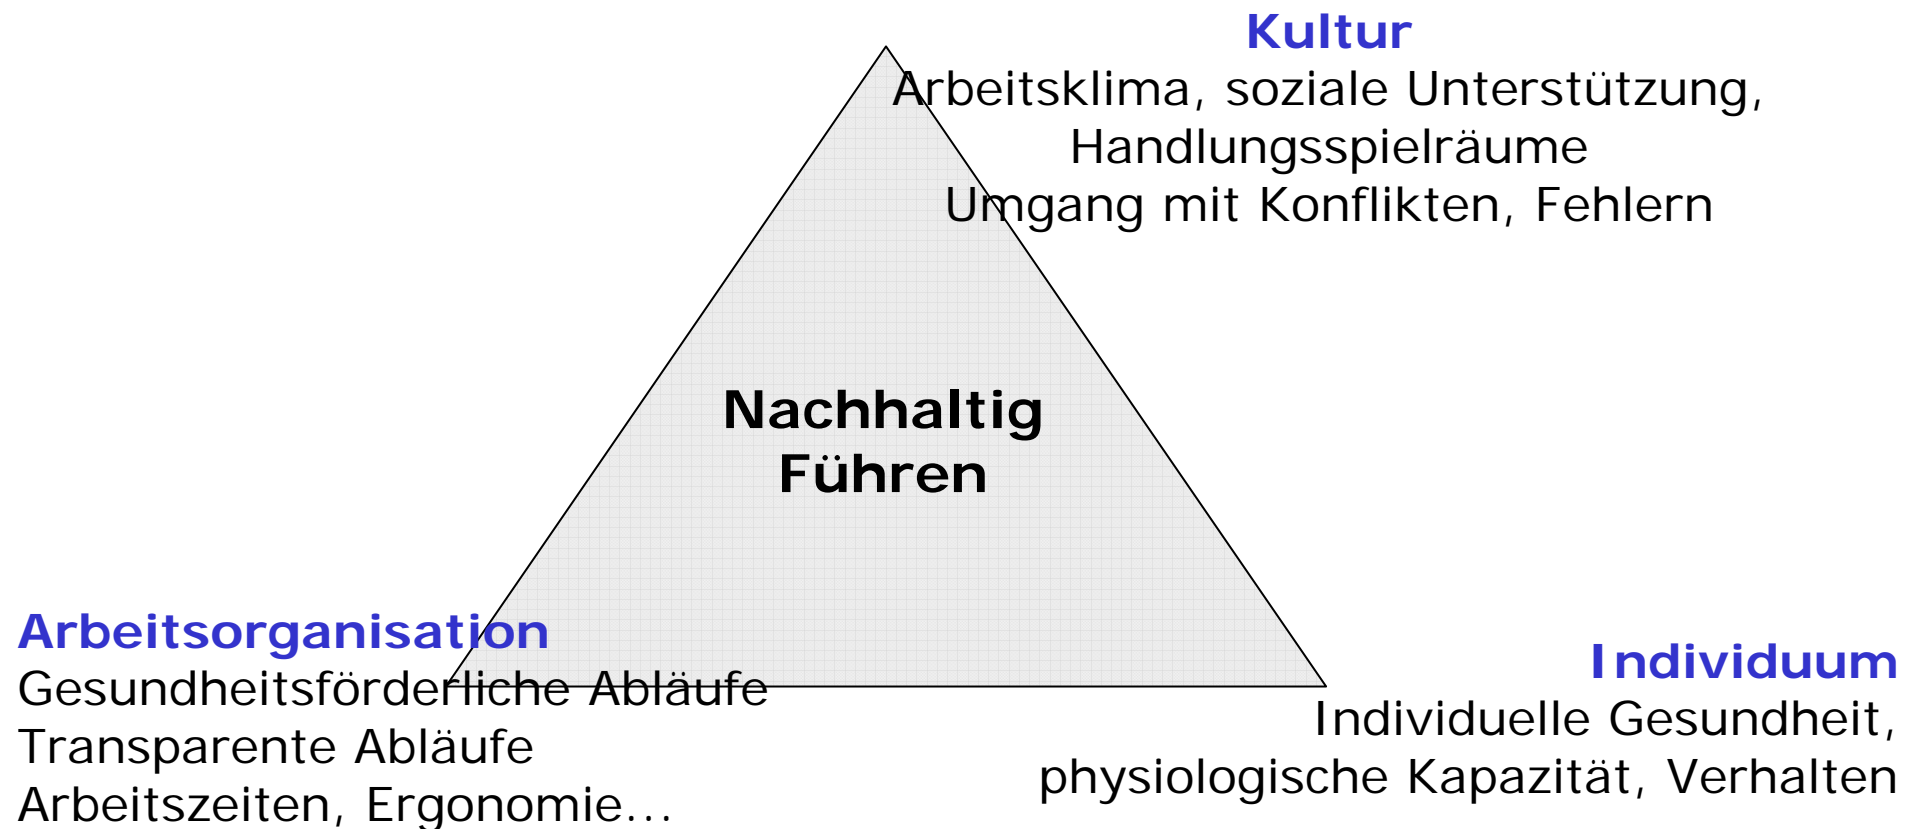 Kultur
Arbeitsklima, soziale Unterstützung,
Handlungsspielräume
Umgang mit Konflikten, Fehlern
Nachhaltig
Führen
Arbeitsorganisation
Gesundheitsförderliche Abläufe
Transparente Abläufe
Arbeitszeiten, Ergonomie...
Individuum
Individuelle Gesundheit,
physiologische Kapazität, Verhalten